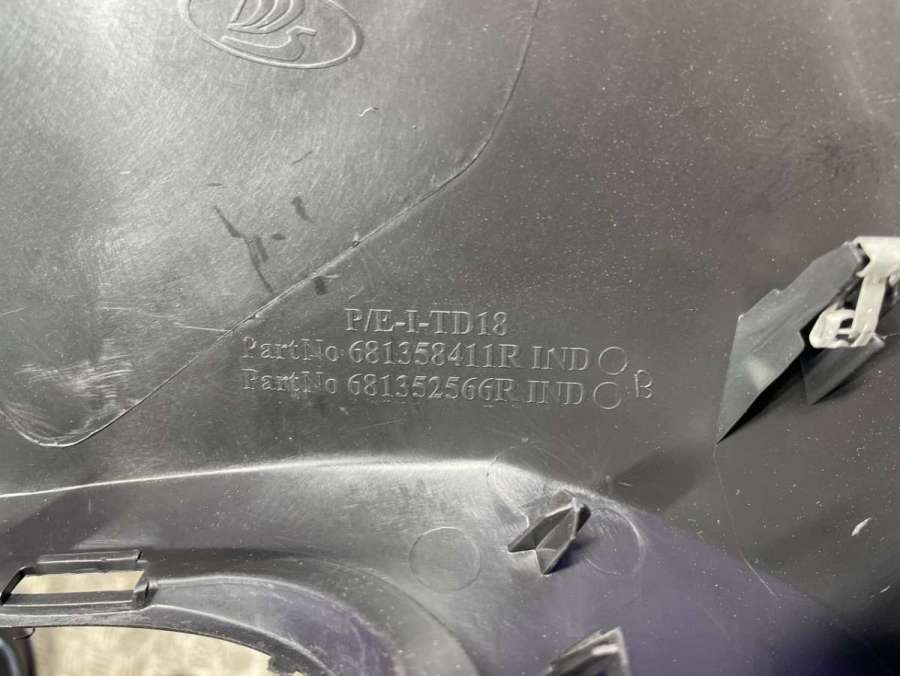 P/E-I-TD18
PartNo 681358411R IND
PartNo 681352566R IND B